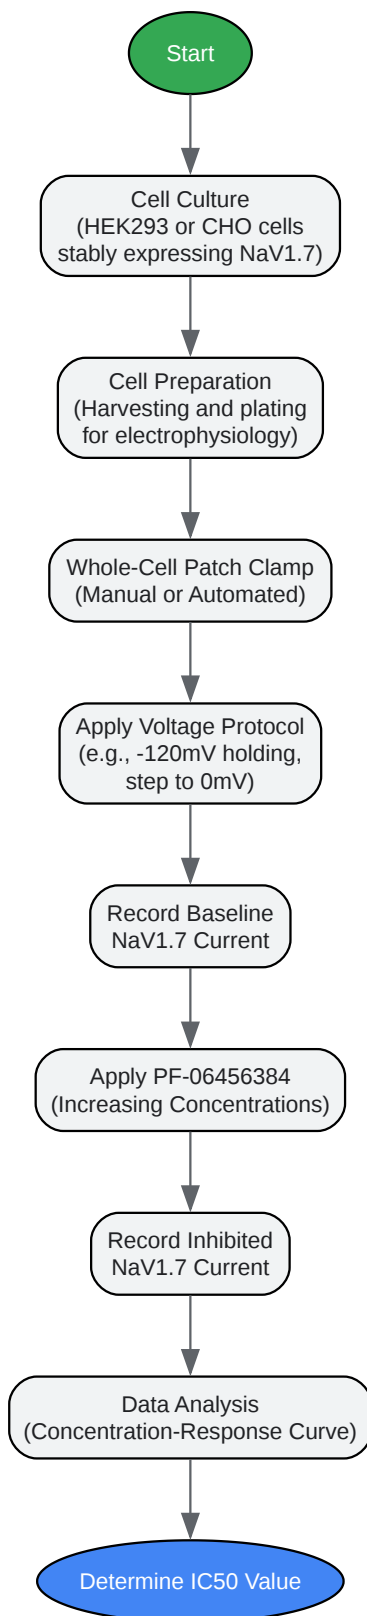 Start
Cell Culture
(HEK293 or CHO cells
stably expressing NaV1.7)
Cell Preparation
(Harvesting and plating
for electrophysiology)
Whole-Cell Patch Clamp
(Manual or Automated)
Apply Voltage Protocol
(e.g., -120mV holding,
step to 0mV)
Record Baseline
NaV1.7 Current
Apply PF-06456384
(Increasing Concentrations)
Record Inhibited
NaV1.7 Current
Data Analysis
(Concentration-Response Curve)
Determine IC50 Value